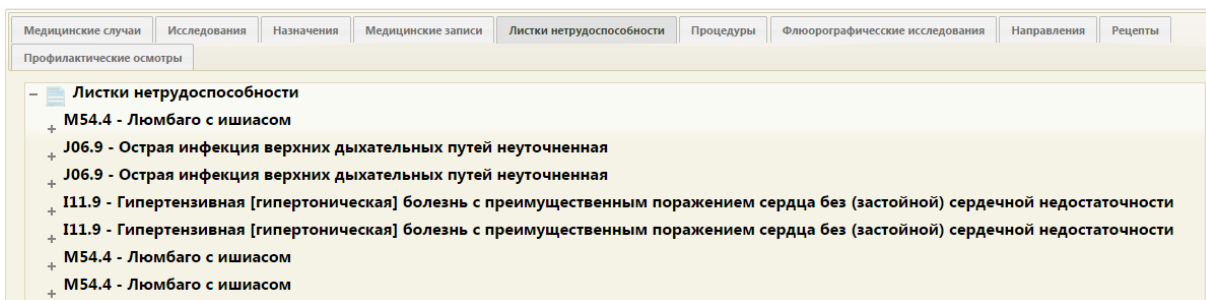 Медицинские случаи Исследования Назначения Медицинские записи Листки нетрудоспособности Процедуры Флюорографичесские исследования Направления Рецепты
Профилактические осмотры
Листки нетрудоспособности
M54.4 - Люмбаго с ишиасом
J06.9 - Острая инфекция верхних дыхательных путей неуточненная
J06.9 - Острая инфекция верхних дыхательных путей неуточненная
I11.9 - Гипертензивная [гипертоническая] болезнь с преимущественным поражением сердца без (застойной) сердечной недостаточности
I11.9 - Гипертензивная [гипертоническая] болезнь с преимущественным поражением сердца без (застойной) сердечной недостаточности
M54.4 - Люмбаго с ишиасом
M54.4 - Люмбаго с ишиасом